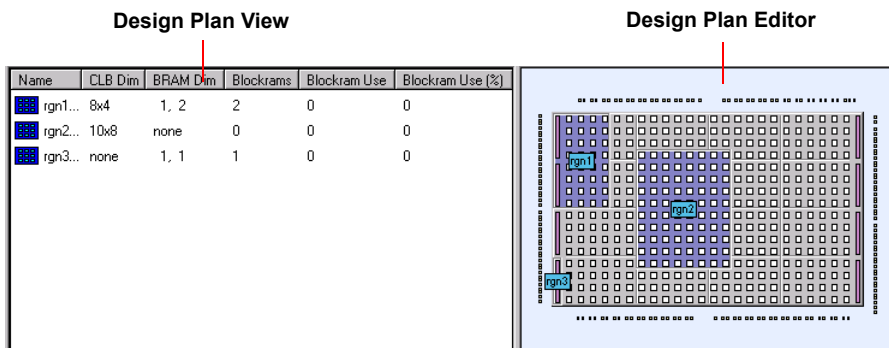 Design Plan View
Design Plan Editor
Name CLB Dim BRAM Dim Blockrams Blockram Use Blockram Use (%)
rgn1... 8x4 1, 2 2 0 0
rgn2... 10x8 none 0 0 0
rgn3... none 1, 1 1 0 0
rgn1
rgn2
rgn3